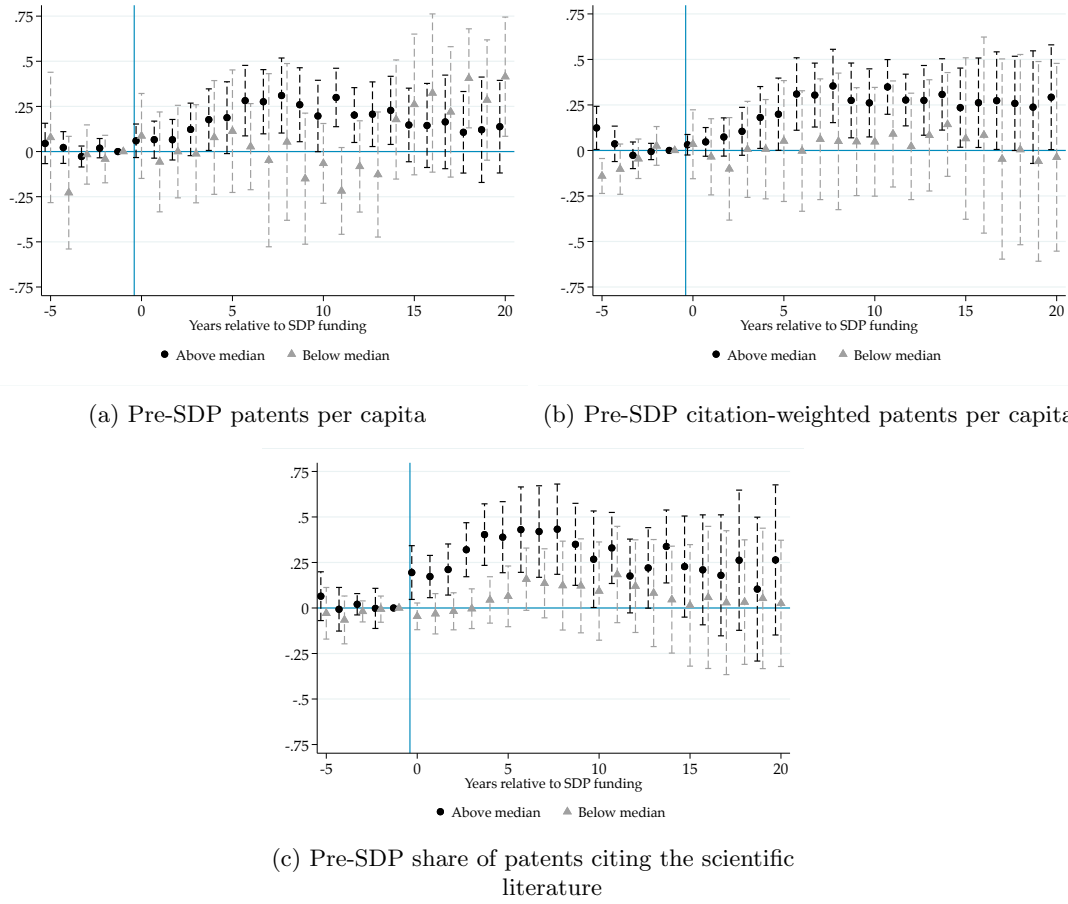 .75
.5
.25
0
-.25
-.5
-.75
-5 0 5 10 15 20
Years relative to SDP funding
Above median Below median
(a) Pre-SDP patents per capita
.75
.5
.25
0
-.25
-.5
-.75
-5 0 5 10 15 20
Years relative to SDP funding
Above median Below median
(b) Pre-SDP citation-weighted patents per capita
.75
.5
.25
0
-.25
-.5
-.75
-5 0 5 10 15 20
Years relative to SDP funding
Above median Below median
(c) Pre-SDP share of patents citing the scientific
literature